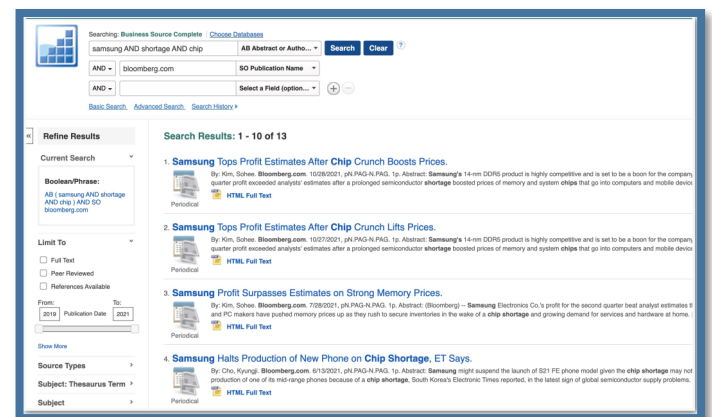 Searching: Business Source Complete | Choose Databases
samsung AND shortage AND chip AB Abstract or Autho... Search Clear ?
AND bloomberg.com SO Publication Name
AND Select a Field (option...
Basic Search Advanced Search Search History
« Refine Results
Search Results: 1 - 10 of 13
Current Search
Boolean/Phrase:
AB ( samsung AND shortage
AND chip ) AND SO
bloomberg.com
Limit To
Full Text
Peer Reviewed
References Available
From: To:
2019 Publication Date 2021
Show More
Source Types
Subject: Thesaurus Term
Subject
1. Samsung Tops Profit Estimates After Chip Crunch Boosts Prices.
By: Kim, Sohee. Bloomberg.com. 10/28/2021, pN.PAG-N.PAG. 1p. Abstract: Samsung's 14-nm DDR5 product is highly competitive and is set to be a boon for the company,
quarter profit exceeded analysts' estimates after a prolonged semiconductor shortage boosted prices of memory and system chips that go into computers and mobile device
Periodical
HTML Full Text
2. Samsung Tops Profit Estimates After Chip Crunch Lifts Prices.
By: Kim, Sohee. Bloomberg.com. 10/27/2021, pN.PAG-N.PAG. 1p. Abstract: Samsung's 14-nm DDR5 product is highly competitive and is set to be a boon for the company,
quarter profit exceeded analysts' estimates after a prolonged semiconductor shortage boosted prices of memory and system chips that go into computers and mobile device
Periodical
HTML Full Text
3. Samsung Profit Surpasses Estimates on Strong Memory Prices.
By: Kim, Sohee. Bloomberg.com. 7/28/2021, pN.PAG-N.PAG. 1p. Abstract: (Bloomberg) -- Samsung Electronics Co.'s profit for the second quarter beat analyst estimates
and PC makers have pushed memory prices up as they rush to secure inventories in the wake of a chip shortage and growing demand for services and hardware at home.
Periodical
HTML Full Text
4. Samsung Halts Production of New Phone on Chip Shortage, ET Says.
By: Cho, Kyungji. Bloomberg.com. 6/13/2021, pN.PAG-N.PAG. 1p. Abstract: Samsung might suspend the launch of S21 FE phone model given the chip shortage may not
production of one of its mid-range phones because of a chip shortage, South Korea's Electronic Times reported, in the latest sign of global semiconductor supply problems.
Periodical
HTML Full Text